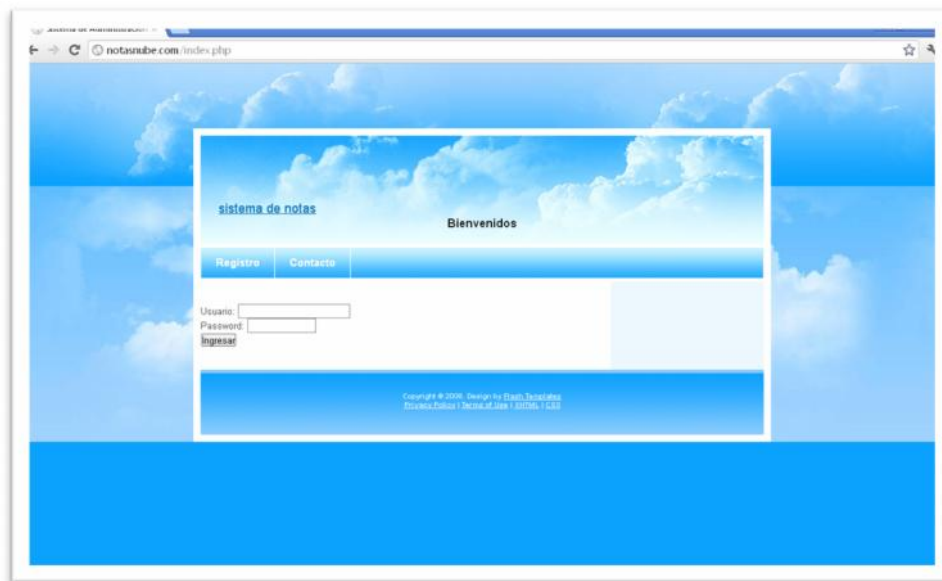 notasnube.com/index.php
sistema de notas
Bienvenidos
Registro Contacto
Usuario:
Password:
Ingresar
Copyright © 2006. Design by Flash Templates
Privacy Policy | Terms of Use | XHTML | CSS